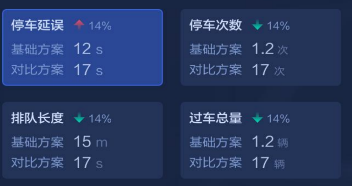 停车延误 14%
基础方案 12 s
对比方案 17 s
停车次数 14%
基础方案 1.2 次
对比方案 17 次
排队长度 14%
基础方案 15 m
对比方案 17 s
过车总量 14%
基础方案 1.2 辆
对比方案 17 辆